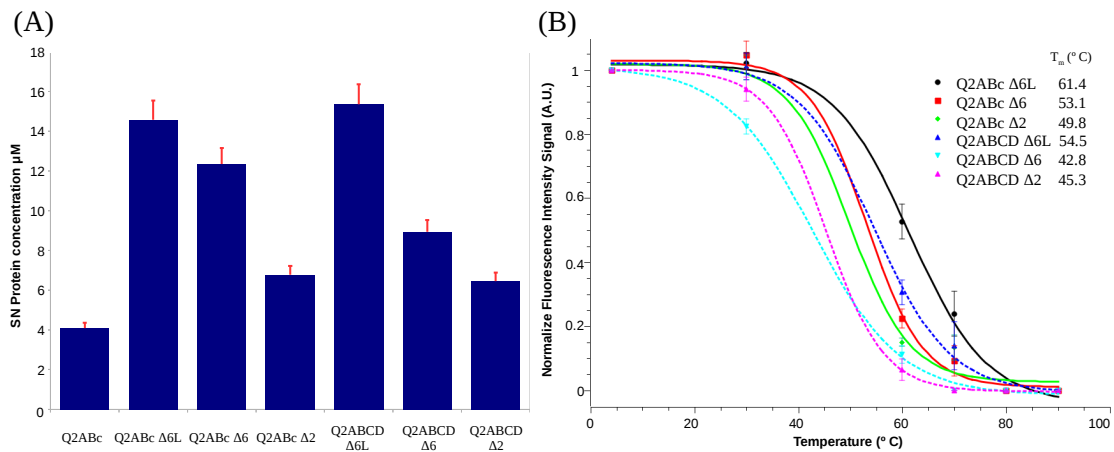 (A)
SN Protein concentration µM
18
16
14
12
10
8
6
4
2
0
Q2ABc
Q2ABc Δ6L
Q2ABc Δ6
Q2ABc Δ2
Q2ABCD
Δ6L
Q2ABCD
Δ6
Q2ABCD
Δ2
(B)
Normalize Fluorescence Intensity Signal (A.U.)
1
0.8
0.6
0.4
0.2
0
0
20
40
60
80
100
Temperature (º C)
Tm (º C)
Q2ABc Δ6L 61.4
Q2ABc Δ6 53.1
Q2ABc Δ2 49.8
Q2ABCD Δ6L 54.5
Q2ABCD Δ6 42.8
Q2ABCD Δ2 45.3